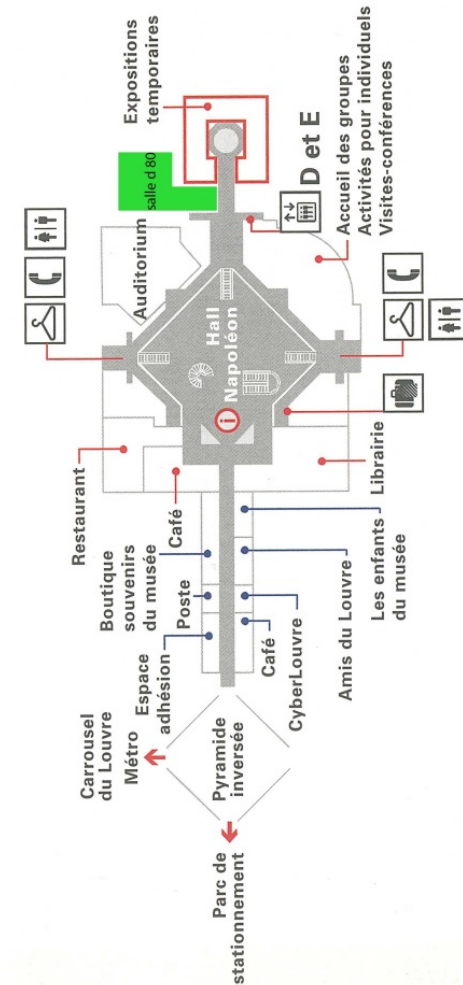 Carrousel
du Louvre
Métro
Restaurant
Boutique
souvenirs
du musée
Expositions
temporaires
Auditorium
salle d 80
Espace
adhésion
Poste
Café
Parc de
stationnement
Pyramide
inversée
Hall
Napoléon
i
Café
CyberLouvre
Amis du Louvre
Les enfants
du musée
Librairie
D et E
Accueil des groupes
Activités pour individuels
Visites-conférences